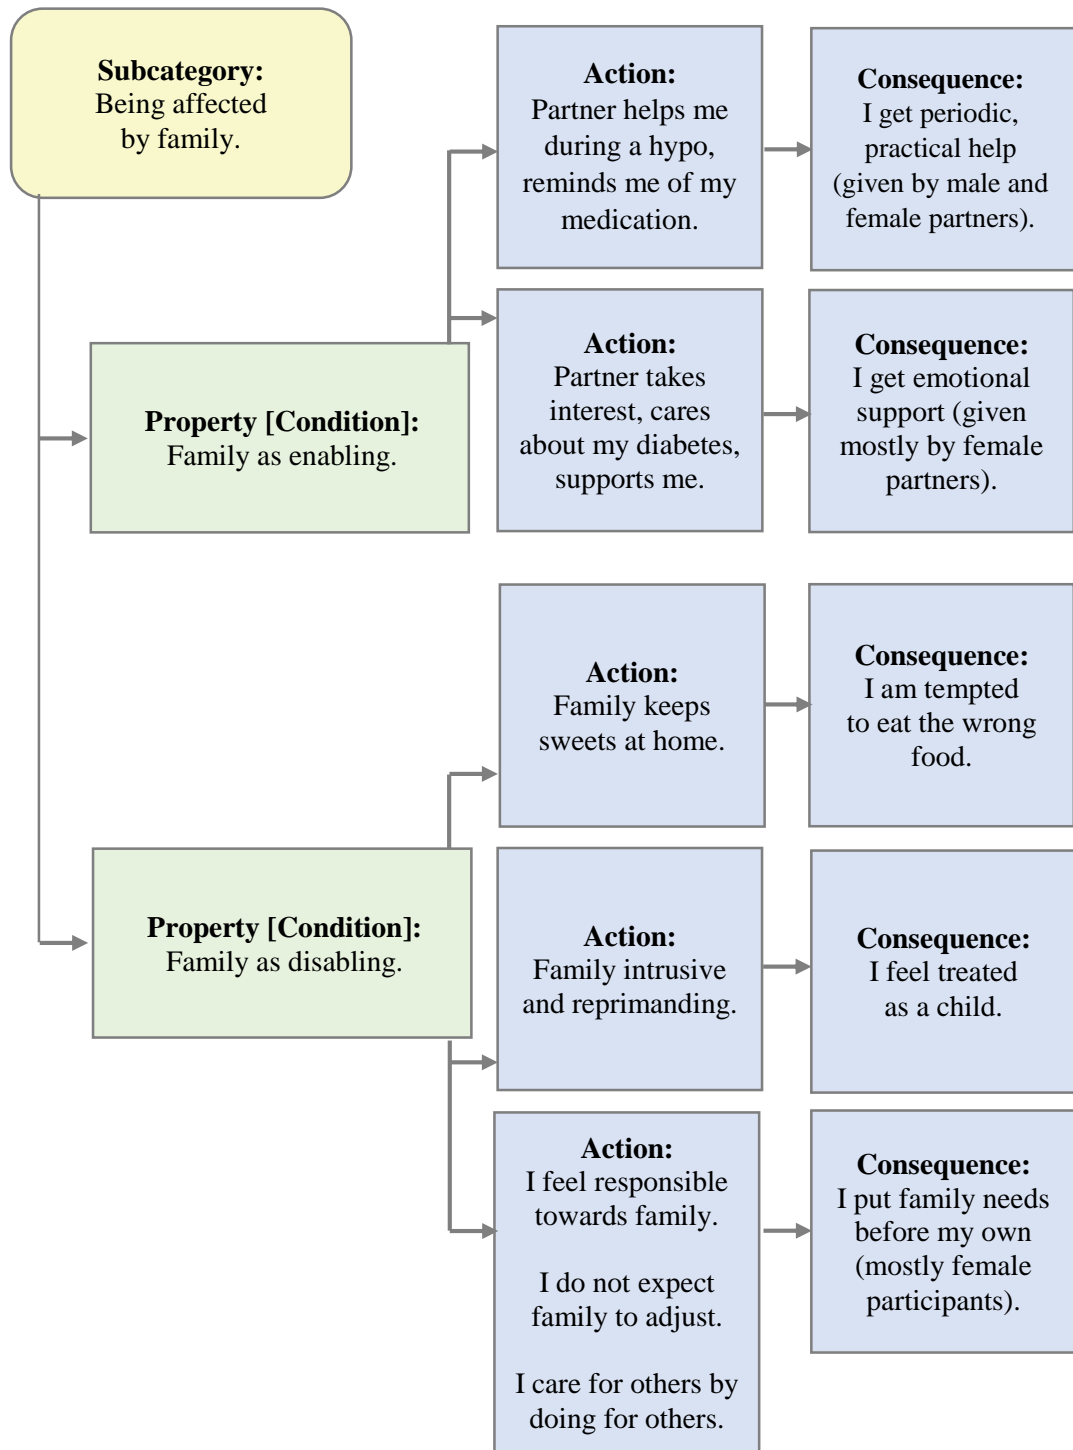 Subcategory:
Being affected
by family.
Action:
Partner helps me
during a hypo,
reminds me of my
medication.
Consequence:
I get periodic,
practical help
(given by male and
female partners).
Property [Condition]:
Family as enabling.
Action:
Partner takes
interest, cares
about my diabetes,
supports me.
Consequence:
I get emotional
support (given
mostly by female
partners).
Action:
Family keeps
sweets at home.
Consequence:
I am tempted
to eat the wrong
food.
Property [Condition]:
Family as disabling.
Action:
Family intrusive
and reprimanding.
Consequence:
I feel treated
as a child.
Action:
I feel responsible
towards family.
I do not expect
family to adjust.
I care for others by
doing for others.
Consequence:
I put family needs
before my own
(mostly female
participants).